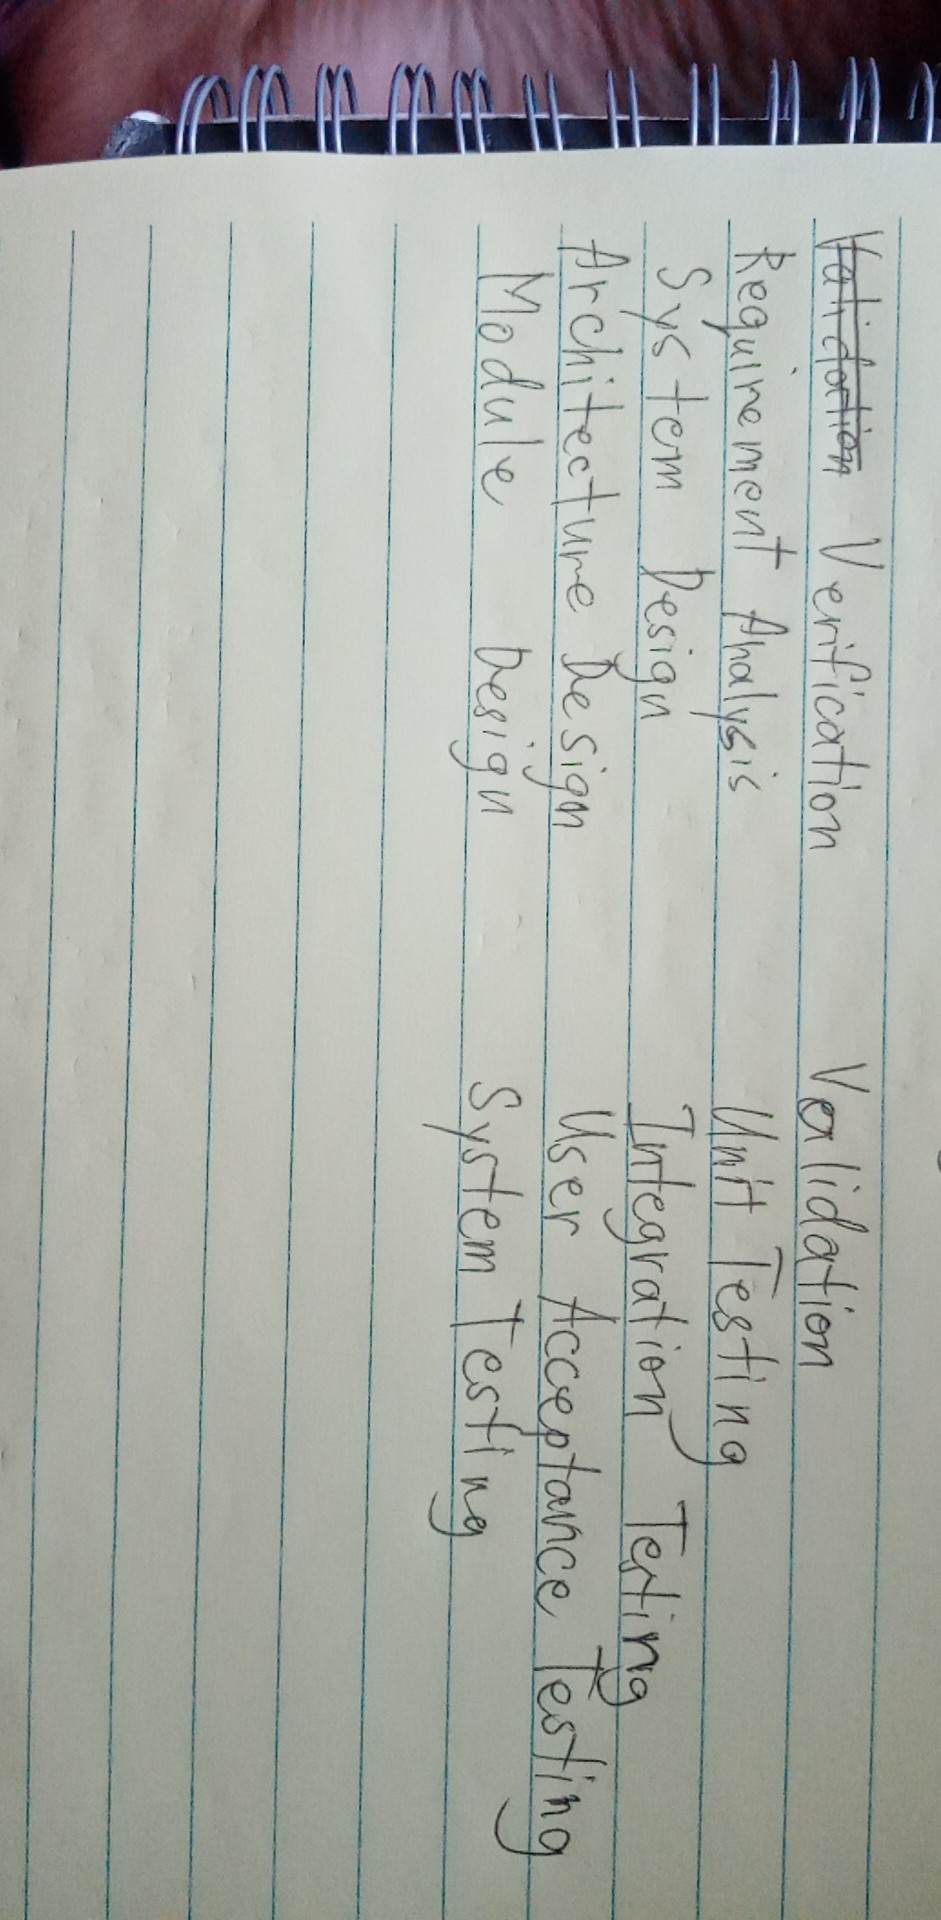 Validation Verification Validation
Requirement Analysis Unit Testing
System Design Integration Testing
Architecture Design User Acceptance Testing
Module Design System Testing